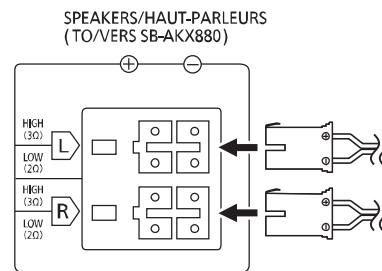 SPEAKERS/HAUT-PARLEURS
(TO/VERS SB-AKX880)
+ −
HIGH
(3Ω)
L
LOW
(2Ω)
HIGH
(3Ω)
R
LOW
(2Ω)
+
−
+
−